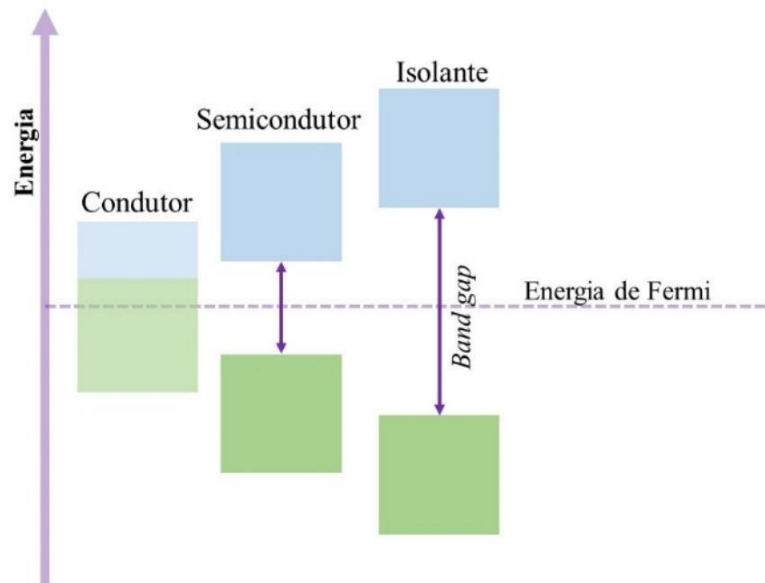 Isolante
Semicondutor
Condutor
Energia
Energia de Fermi
Band gap